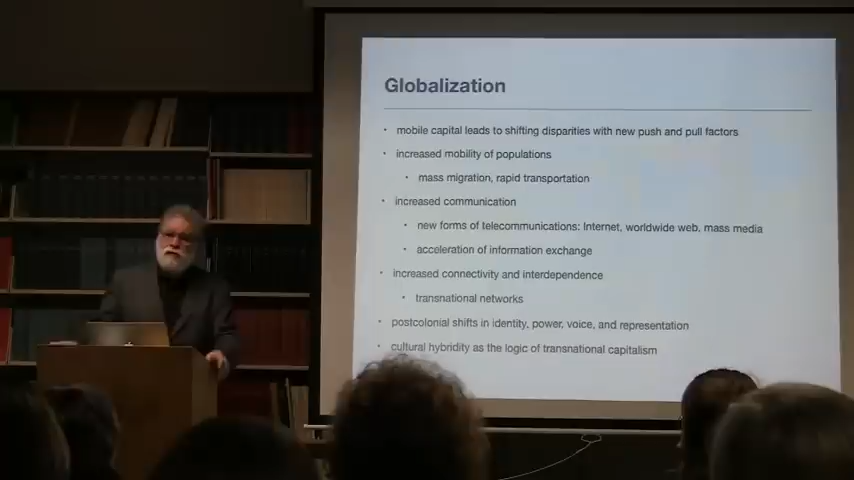 Globalization
• mobile capital leads to shifting disparities with new push and pull factors
• increased mobility of populations
• mass migration, rapid transportation
• increased communication
• new forms of telecommunications: Internet, worldwide web, mass media
• acceleration of information exchange
• increased connectivity and interdependence
• transnational networks
• postcolonial shifts in identity, power, voice, and representation
• cultural hybridity as the logic of transnational capitalism